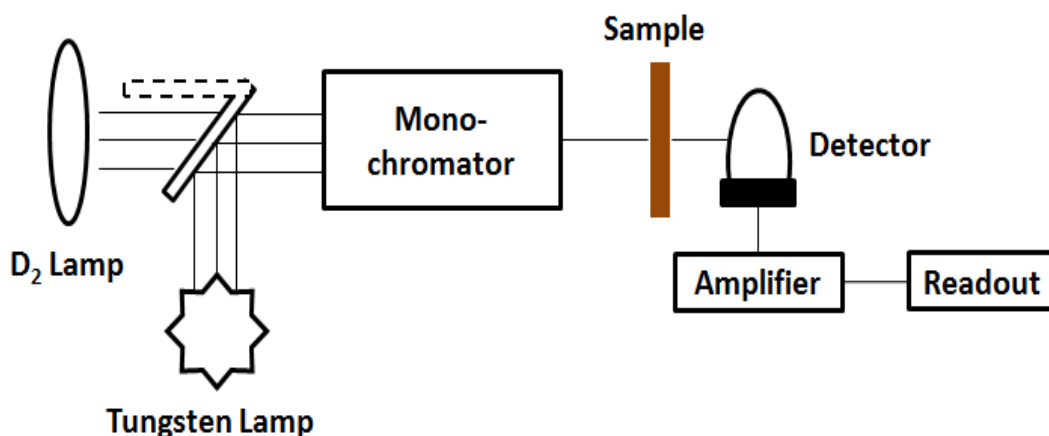 Sample
Mono-
chromator
Detector
D₂ Lamp
Amplifier
Readout
Tungsten Lamp